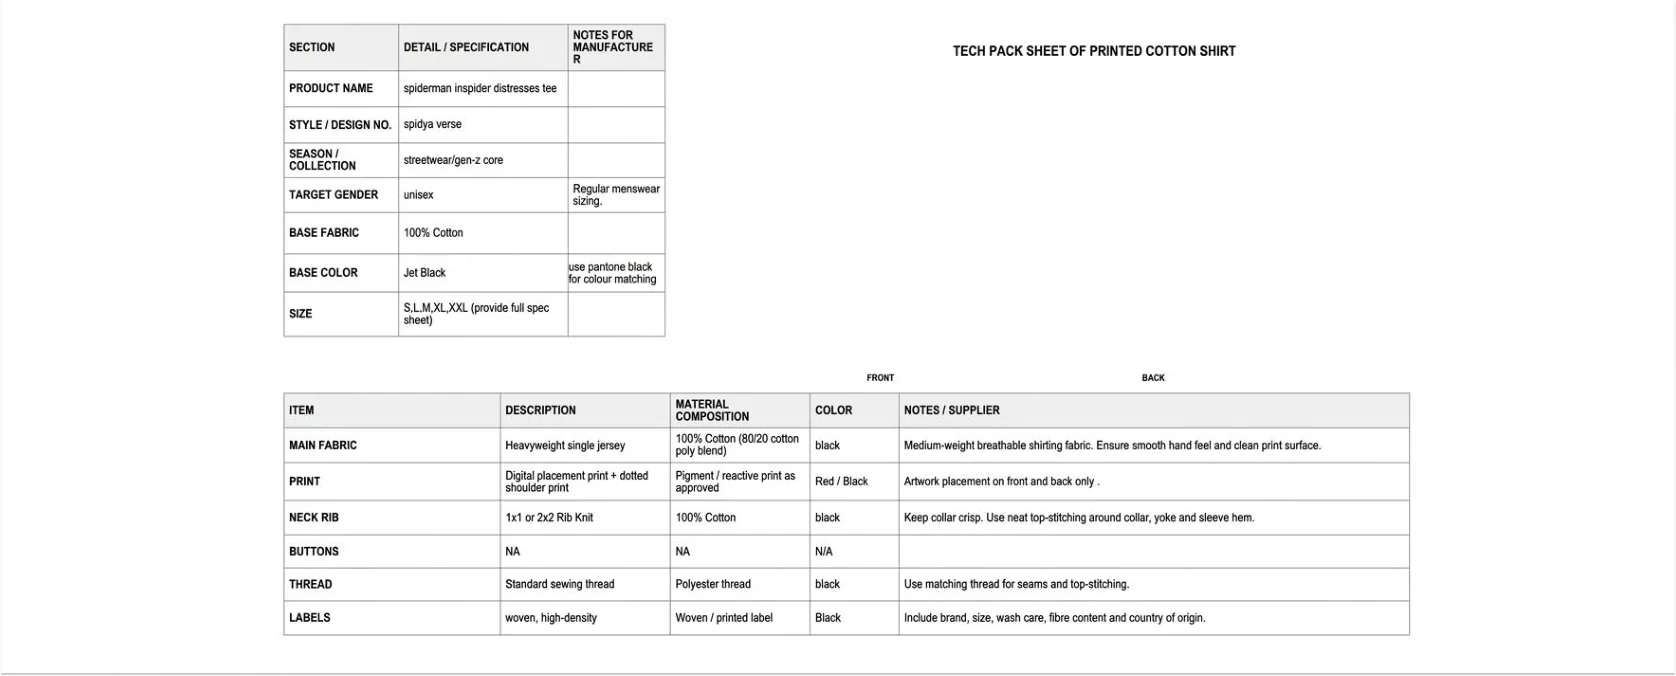 TECH PACK SHEET OF PRINTED COTTON SHIRT
SECTION DETAIL / SPECIFICATION NOTES FOR MANUFACTURE R
PRODUCT NAME spiderman inspider distresses tee
STYLE / DESIGN NO. spidya verse
SEASON / COLLECTION streetwear/gen-z core
TARGET GENDER unisex Regular menswear sizing.
BASE FABRIC 100% Cotton
BASE COLOR Jet Black use pantone black for colour matching
SIZE S,L,M,XL,XXL (provide full spec sheet)
FRONT BACK
ITEM DESCRIPTION MATERIAL COMPOSITION COLOR NOTES / SUPPLIER
MAIN FABRIC Heavyweight single jersey 100% Cotton (80/20 cotton poly blend) black Medium-weight breathable shirting fabric. Ensure smooth hand feel and clean print surface.
PRINT Digital placement print + dotted shoulder print Pigment / reactive print as approved Red / Black Artwork placement on front and back only .
NECK RIB 1x1 or 2x2 Rib Knit 100% Cotton black Keep collar crisp. Use neat top-stitching around collar, yoke and sleeve hem.
BUTTONS NA NA N/A
THREAD Standard sewing thread Polyester thread black Use matching thread for seams and top-stitching.
LABELS woven, high-density Woven / printed label Black Include brand, size, wash care, fibre content and country of origin.